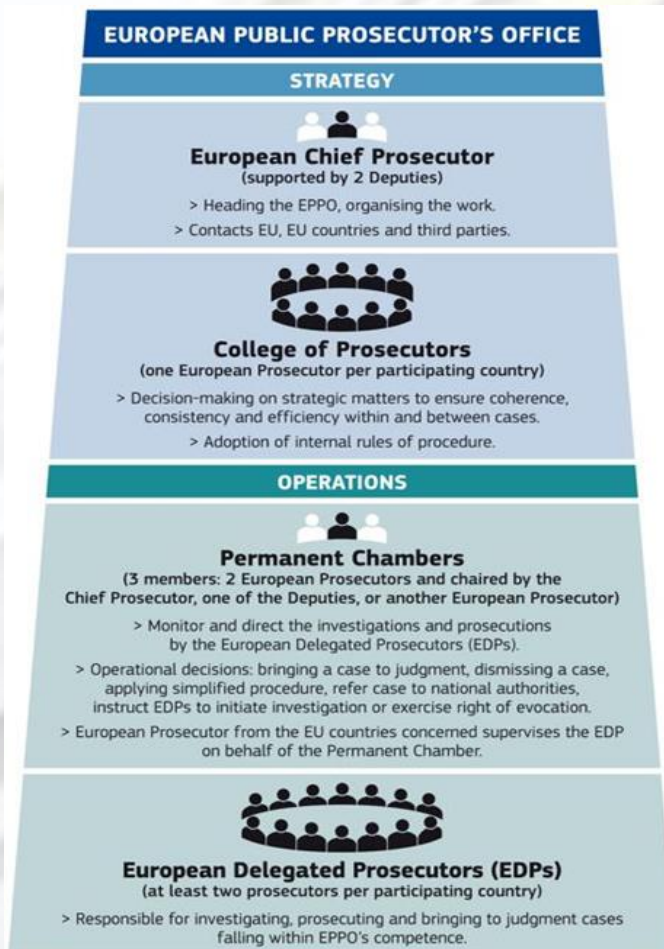 EUROPEAN PUBLIC PROSECUTOR'S OFFICE
STRATEGY
European Chief Prosecutor
(supported by 2 Deputies)
> Heading the EPPO, organising the work.
> Contacts EU, EU countries and third parties.
College of Prosecutors
(one European Prosecutor per participating country)
> Decision-making on strategic matters to ensure coherence,
consistency and efficiency within and between cases.
> Adoption of internal rules of procedure.
OPERATIONS
Permanent Chambers
(3 members: 2 European Prosecutors and chaired by the
Chief Prosecutor, one of the Deputies, or another European Prosecutor)
> Monitor and direct the investigations and prosecutions
by the European Delegated Prosecutors (EDPs).
> Operational decisions: bringing a case to judgment, dismissing a case,
applying simplified procedure, refer case to national authorities,
instruct EDPs to initiate investigation or exercise right of evocation.
> European Prosecutor from the EU countries concerned supervises the EDP
on behalf of the Permanent Chamber.
European Delegated Prosecutors (EDPs)
(at least two prosecutors per participating country)
> Responsible for investigating, prosecuting and bringing to judgment cases
falling within EPPO's competence.